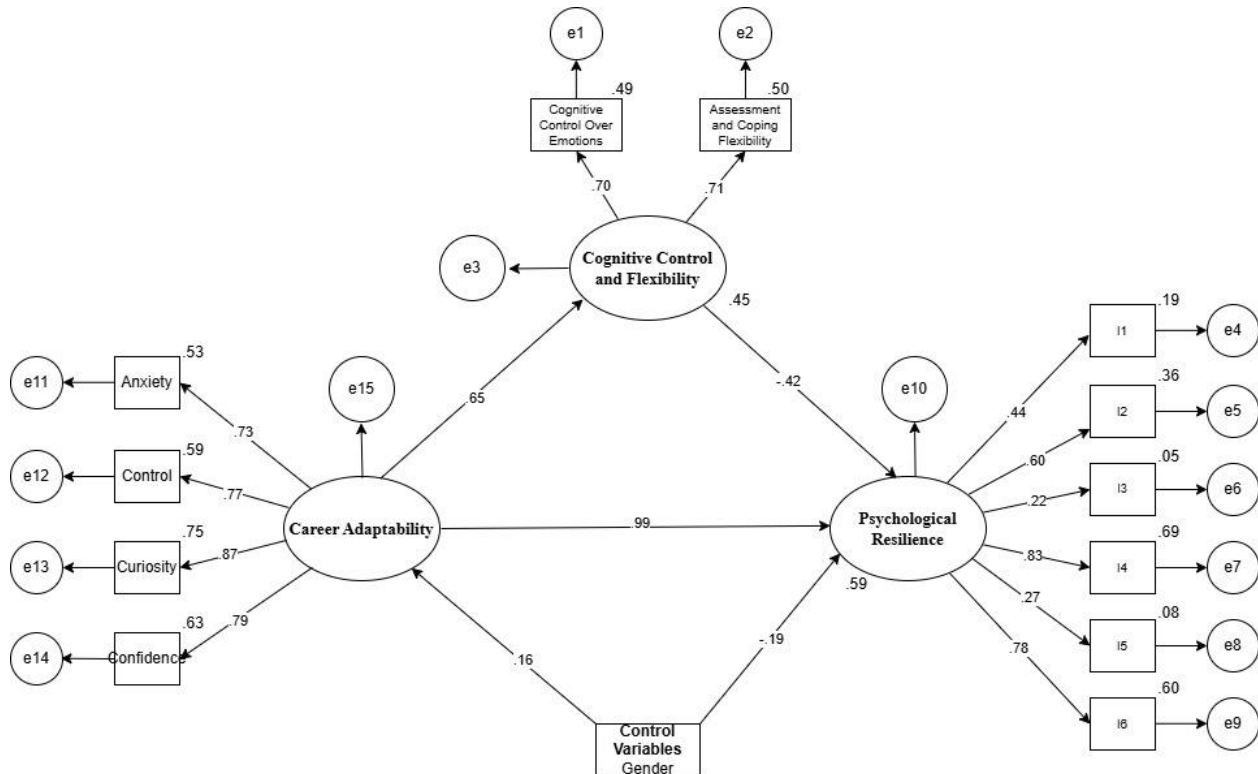 e1
e2
.49
.50
Cognitive
Control Over
Emotions
Assessment
and Coping
Flexibility
.70
.71
e3
Cognitive Control
and Flexibility
.45
.19
I1
e4
.53
e11
Anxiety
e15
.65
-.42
e10
.36
I2
e5
.73
.44
.59
e12
Control
.77
.60
.05
I3
e6
.22
Career Adaptability
.99
Psychological
Resilience
.75
e13
Curiosity
.87
.83
.69
I4
e7
.59
.27
.63
e14
Confidence
.79
.08
I5
e8
.16
-.19
.78
.60
I6
e9
Control
Variables
Gender